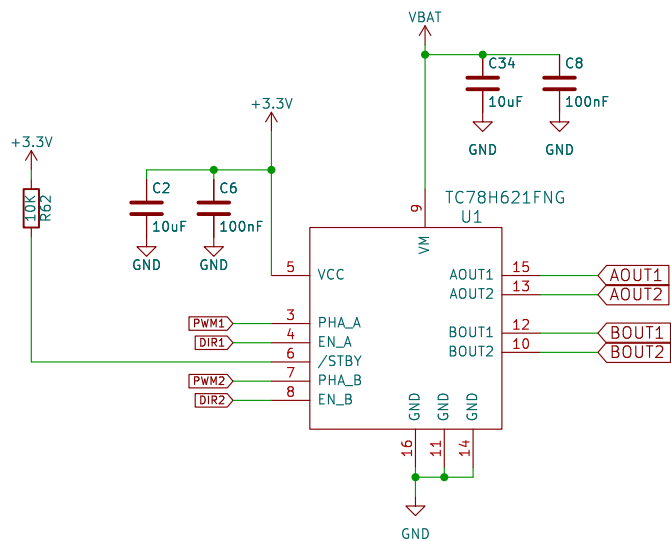 VBAT
C34
10uF
GND
C8
100nF
GND
+3.3V
+3.3V
10K
R62
C2
10uF
GND
C6
100nF
GND
TC78H621FNG
U1
9
VM
5
VCC
PWM1
3
PHA_A
DIR1
4
EN_A
6
/STBY
PWM2
7
PHA_B
DIR2
8
EN_B
AOUT1
15
AOUT1
AOUT2
13
AOUT2
BOUT1
12
BOUT1
BOUT2
10
BOUT2
GND
GND
GND
16
11
14
GND